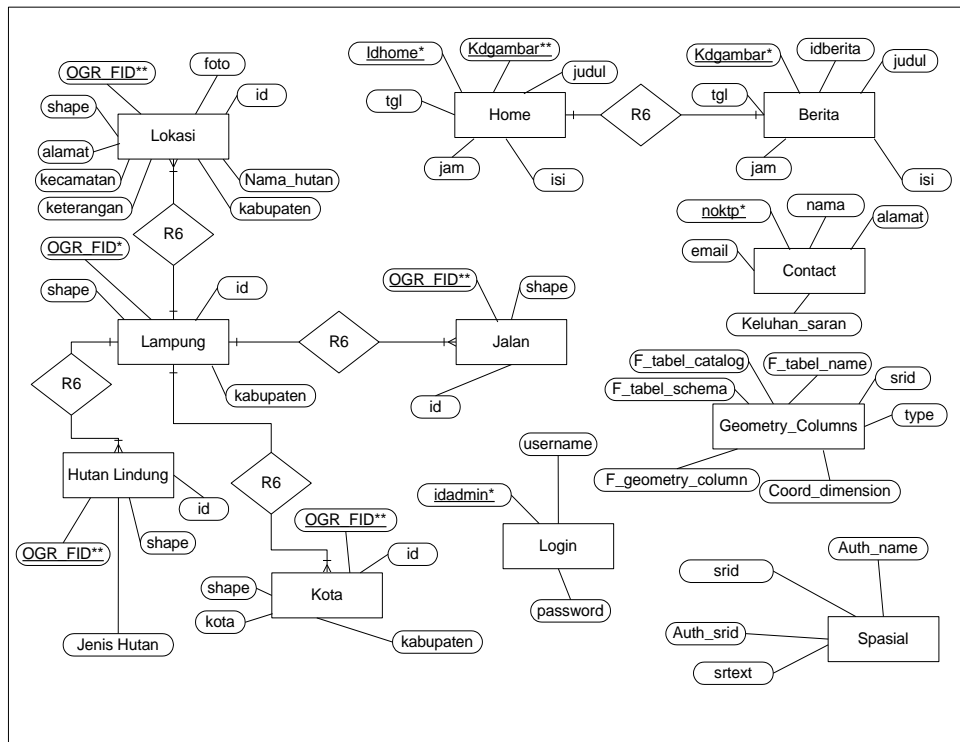 OGR_FID**
foto
id
shape
Lokasi
alamat
kecamatan
Nama_hutan
keterangan
kabupaten
R6
Idhome*
Kdgambar**
judul
tgl
Home
jam
isi
R6
Kdgambar*
idberita
judul
tgl
Berita
jam
isi
noktp*
nama
alamat
email
Contact
Keluhan_saran
OGR_FID*
id
shape
Lampung
kabupaten
R6
OGR_FID**
shape
Jalan
id
R6
Hutan Lindung
id
OGR_FID**
shape
Jenis Hutan
R6
OGR_FID**
id
shape
Kota
kota
kabupaten
F_tabel_catalog
F_tabel_name
F_tabel_schema
srid
Geometry_Columns
type
F_geometry_column
Coord_dimension
username
idadmin*
Login
password
Auth_name
srid
Auth_srid
Spasial
srtext